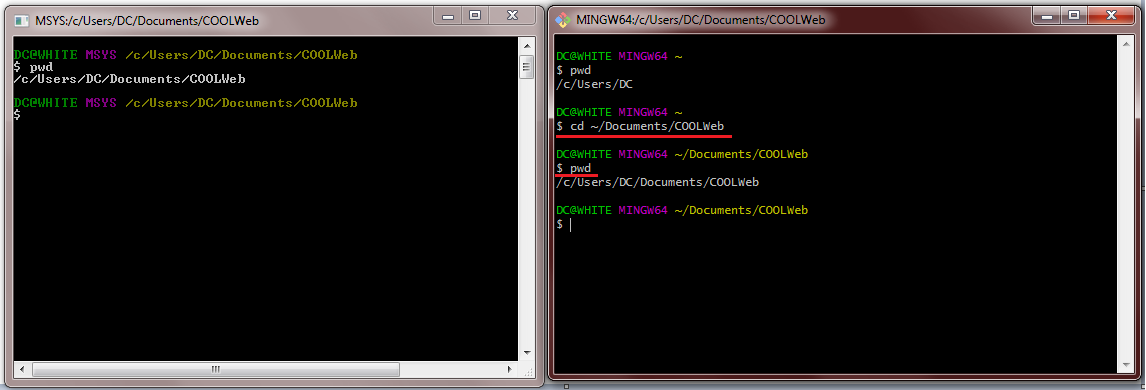 MSYS:/c/Users/DC/Documents/COOLWeb
DC@WHITE MSYS /c/Users/DC/Documents/COOLWeb
$ pwd
/c/Users/DC/Documents/COOLWeb
DC@WHITE MSYS /c/Users/DC/Documents/COOLWeb
$
MINGW64:/c/Users/DC/Documents/COOLWeb
DC@WHITE MINGW64 ~
$ pwd
/c/Users/DC
DC@WHITE MINGW64 ~
$ cd ~/Documents/COOLWeb
DC@WHITE MINGW64 ~/Documents/COOLWeb
$ pwd
/c/Users/DC/Documents/COOLWeb
DC@WHITE MINGW64 ~/Documents/COOLWeb
$